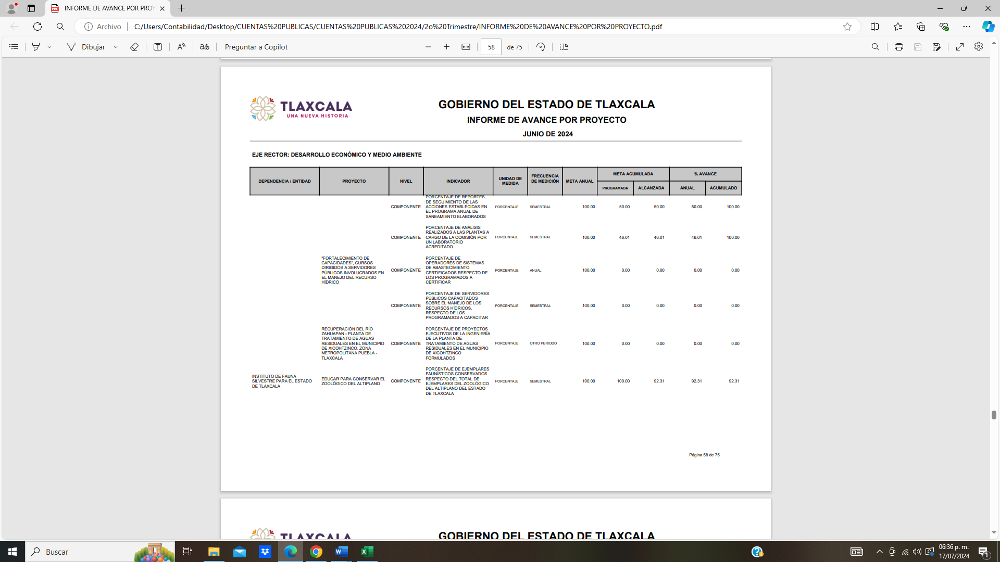 INFORME DE AVANCE POR PROY
Archivo
C:/Users/Contabilidad/Desktop/CUENTAS%20PUBLICAS/CUENTAS%20PUBLICAS%202024/2o%20Trimestre/INFORME%20DE%20AVANCE%20POR%20PROYECTO.pdf
Dibujar
Preguntar a Copilot
58 de 75
TLAXCALA
UNA NUEVA HISTORIA
GOBIERNO DEL ESTADO DE TLAXCALA
INFORME DE AVANCE POR PROYECTO
JUNIO DE 2024
EJE RECTOR: DESARROLLO ECONÓMICO Y MEDIO AMBIENTE
DEPENDENCIA / ENTIDAD
PROYECTO
NIVEL
INDICADOR
UNIDAD DE
MEDIDA
FRECUENCIA
DE MEDICIÓN
META ANUAL
META ACUMULADA
PROGRAMADA
ALCANZADA
% AVANCE
ANUAL
ACUMULADO
COMPONENTE
PORCENTAJE DE REPORTES
DE SEGUIMIENTO DE LAS
ACCIONES ESTABLECIDAS EN
EL PROGRAMA ANUAL DE
SANEAMIENTO ELABORADOS
PORCENTAJE
SEMESTRAL
100.00 50.00 50.00 50.00 100.00
COMPONENTE
PORCENTAJE DE ANÁLISIS
REALIZADOS A LAS PLANTAS A
CARGO DE LA COMISIÓN POR
UN LABORATORIO
ACREDITADO
PORCENTAJE
SEMESTRAL
100.00 46.01 46.01 46.01 100.00
"FORTALECIMIENTO DE
CAPACIDADES", CURSOS
DIRIGIDOS A SERVIDORES
PÚBLICOS INVOLUCRADOS EN
EL MANEJO DEL RECURSO
HÍDRICO
COMPONENTE
PORCENTAJE DE
OPERADORES DE SISTEMAS
DE ABASTECIMIENTO
CERTIFICADOS RESPECTO DE
LOS PROGRAMADOS A
CERTIFICAR
PORCENTAJE
ANUAL
100.00 0.00 0.00 0.00 0.00
COMPONENTE
PORCENTAJE DE SERVIDORES
PÚBLICOS CAPACITADOS
SOBRE EL MANEJO DE LOS
RECURSOS HÍDRICOS,
RESPECTO DE LOS
PROGRAMADOS A CAPACITAR
PORCENTAJE
SEMESTRAL
100.00 0.00 0.00 0.00 0.00
RECUPERACIÓN DEL RÍO
ZAHUAPAN - PLANTA DE
TRATAMIENTO DE AGUAS
RESIDUALES EN EL MUNICIPIO
DE XICOHTZINCO, ZONA
METROPOLITANA PUEBLA -
TLAXCALA
COMPONENTE
PORCENTAJE DE PROYECTOS
EJECUTIVOS DE LA INGENIERÍA
DE LA PLANTA DE
TRATAMIENTO DE AGUAS
RESIDUALES EN EL MUNICIPIO
DE XICOHTZINCO
FORMULADOS
PORCENTAJE
OTRO PERIODO
100.00 0.00 0.00 0.00 0.00
INSTITUTO DE FAUNA
SILVESTRE PARA EL ESTADO
DE TLAXCALA
EDUCAR PARA CONSERVAR EL
ZOOLÓGICO DEL ALTIPLANO
COMPONENTE
PORCENTAJE DE EJEMPLARES
FAUNÍSTICOS CONSERVADOS
RESPECTO DEL TOTAL DE
EJEMPLARES DEL ZOOLÓGICO
DEL ALTIPLANO DEL ESTADO
DE TLAXCALA
PORCENTAJE
SEMESTRAL
100.00 100.00 92.31 92.31 92.31
Página 58 de 75
TLAXCALA
GOBIERNO DEL ESTADO DE TLAXCALA
Buscar
06:36 p. m.
17/07/2024
1